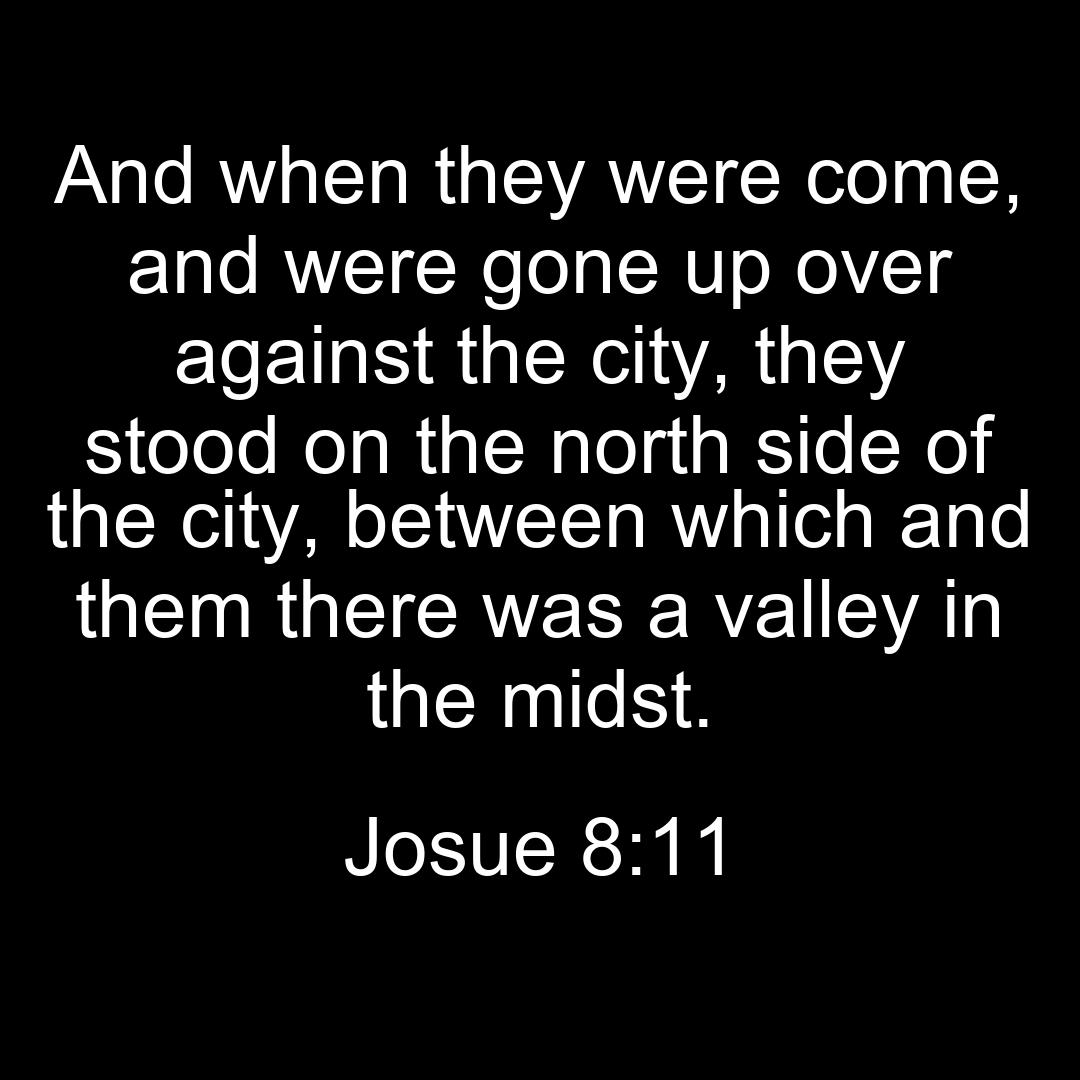 And when they were come,
and were gone up over
against the city, they
stood on the north side of
the city, between which and
them there was a valley in
the midst.
Josue 8:11